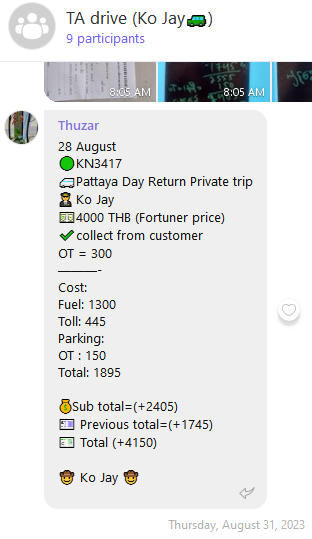 TA drive (Ko Jay🚙)
9 participants
8:05 AM
8:05 AM
Thuzar
28 August
🟢KN3417
🚐Pattaya Day Return Private trip
👨‍✈️Ko Jay
💵4000 THB (Fortuner price)
✔️collect from customer
OT = 300
————-
Cost:
Fuel: 1300
Toll: 445
Parking:
OT : 150
Total: 1895
💰Sub total=(+2405)
💶 Previous total=(+1745)
💵 Total (+4150)
🤠 Ko Jay 🤠
Thursday, August 31, 2023